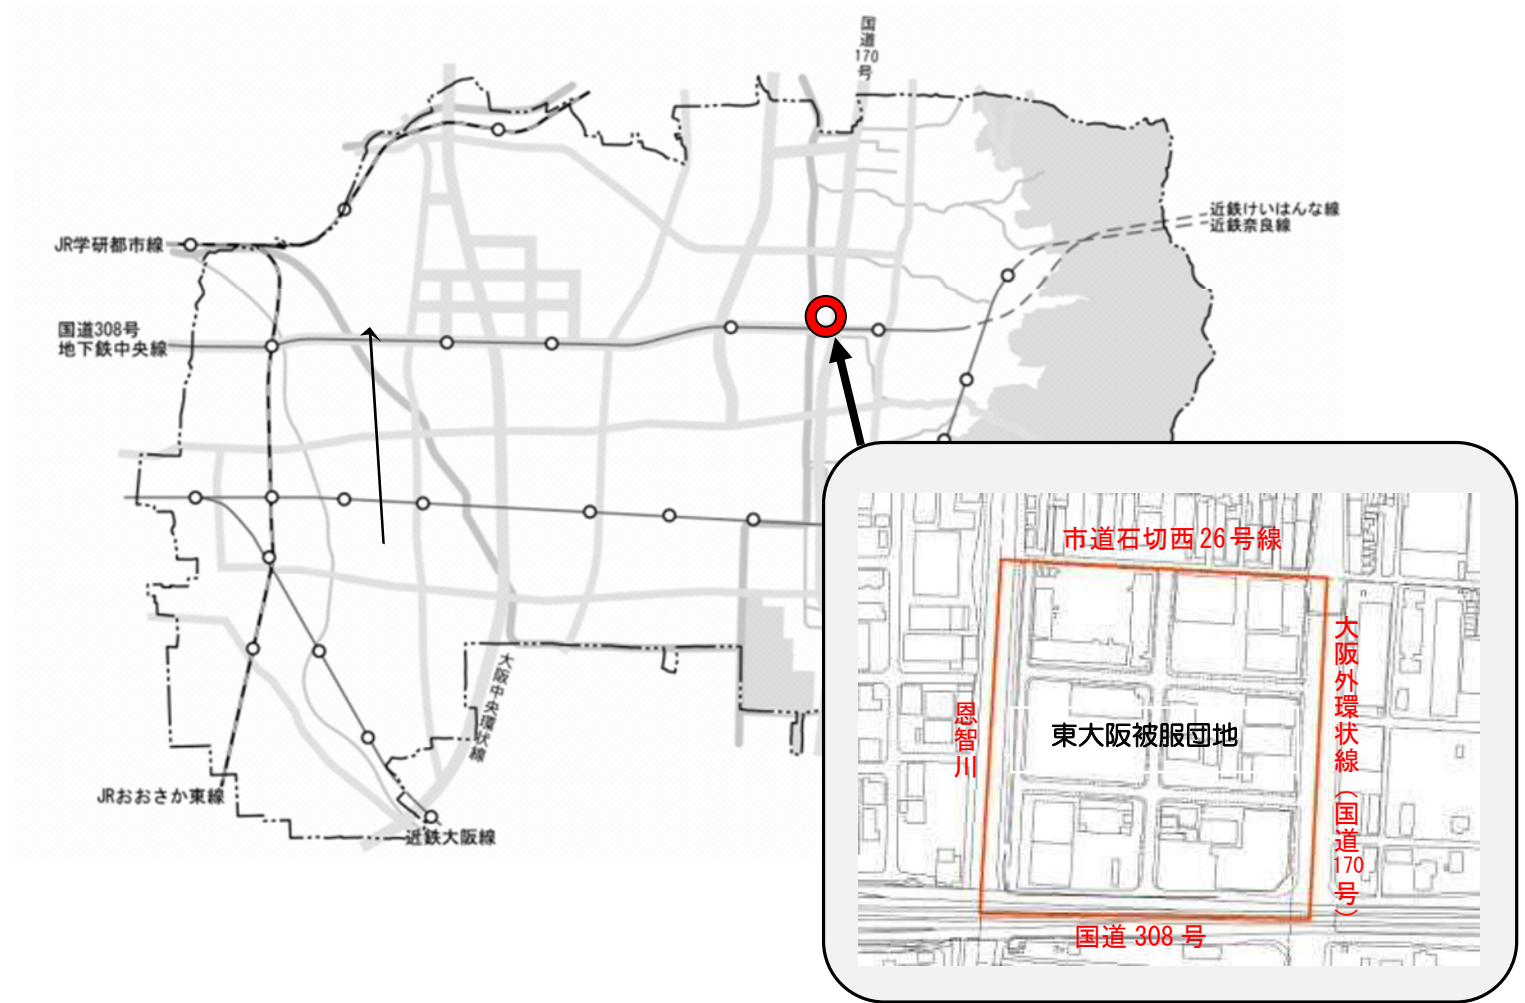 国道170号
近鉄けいはんな線
近鉄奈良線
JR学研都市線
国道308号
地下鉄中央線
大阪中央環状線
JRおおさか東線
近鉄大阪線
市道石切西26号線
大阪外環状線（国道170号）
恩智川
東大阪被服団地
国道308号